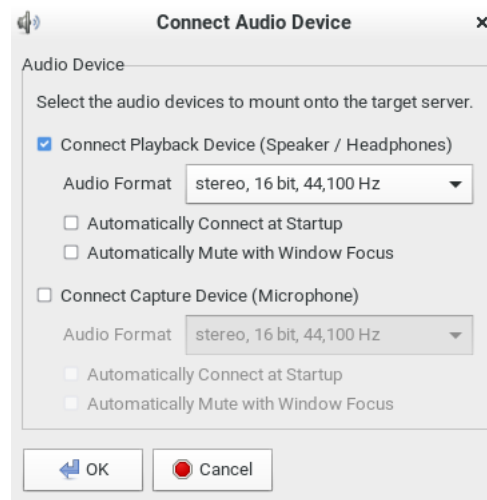 Connect Audio Device
Audio Device
Select the audio devices to mount onto the target server.
Connect Playback Device (Speaker / Headphones)
Audio Format stereo, 16 bit, 44,100 Hz
Automatically Connect at Startup
Automatically Mute with Window Focus
Connect Capture Device (Microphone)
Audio Format stereo, 16 bit, 44,100 Hz
Automatically Connect at Startup
Automatically Mute with Window Focus
OK Cancel